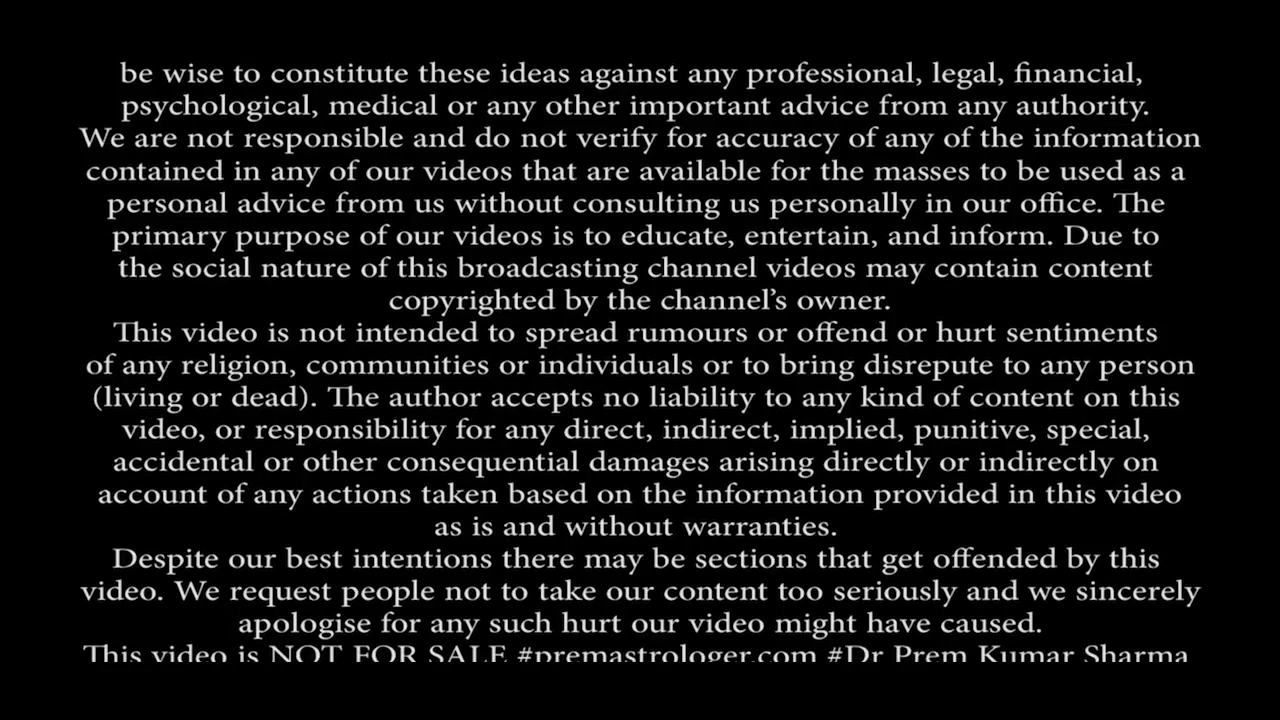 be wise to constitute these ideas against any professional, legal, financial,
psychological, medical or any other important advice from any authority.
We are not responsible and do not verify for accuracy of any of the information
contained in any of our videos that are available for the masses to be used as a
personal advice from us without consulting us personally in our office. The
primary purpose of our videos is to educate, entertain, and inform. Due to
the social nature of this broadcasting channel videos may contain content
copyrighted by the channel’s owner.
This video is not intended to spread rumours or offend or hurt sentiments
of any religion, communities or individuals or to bring disrepute to any person
(living or dead). The author accepts no liability to any kind of content on this
video, or responsibility for any direct, indirect, implied, punitive, special,
accidental or other consequential damages arising directly or indirectly on
account of any actions taken based on the information provided in this video
as is and without warranties.
Despite our best intentions there may be sections that get offended by this
video. We request people not to take our content too seriously and we sincerely
apologise for any such hurt our video might have caused.
This video is NOT FOR SALE #premastrologer.com #Dr Prem Kumar Sharma